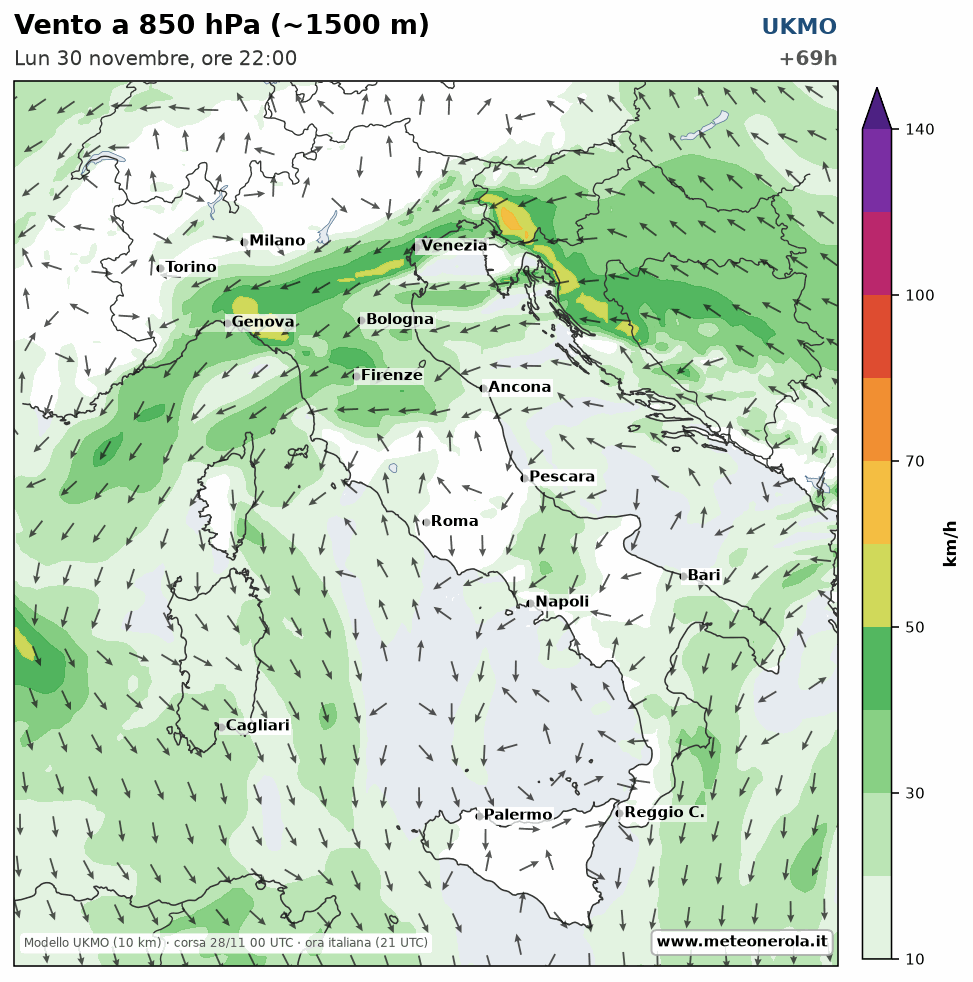 Vento a 850 hPa (~1500 m)
UKMO
Lun 30 novembre, ore 22:00
+69h
140
Milano
Venezia
Torino
100
Genova
Bologna
Firenze
Ancona
70
Pescara
Roma
km/h
Bari
Napoli
50
Cagliari
30
Palermo
Reggio C.
Modello UKMO (10 km) · corsa 28/11 00 UTC · ora italiana (21 UTC)
www.meteonerola.it
10